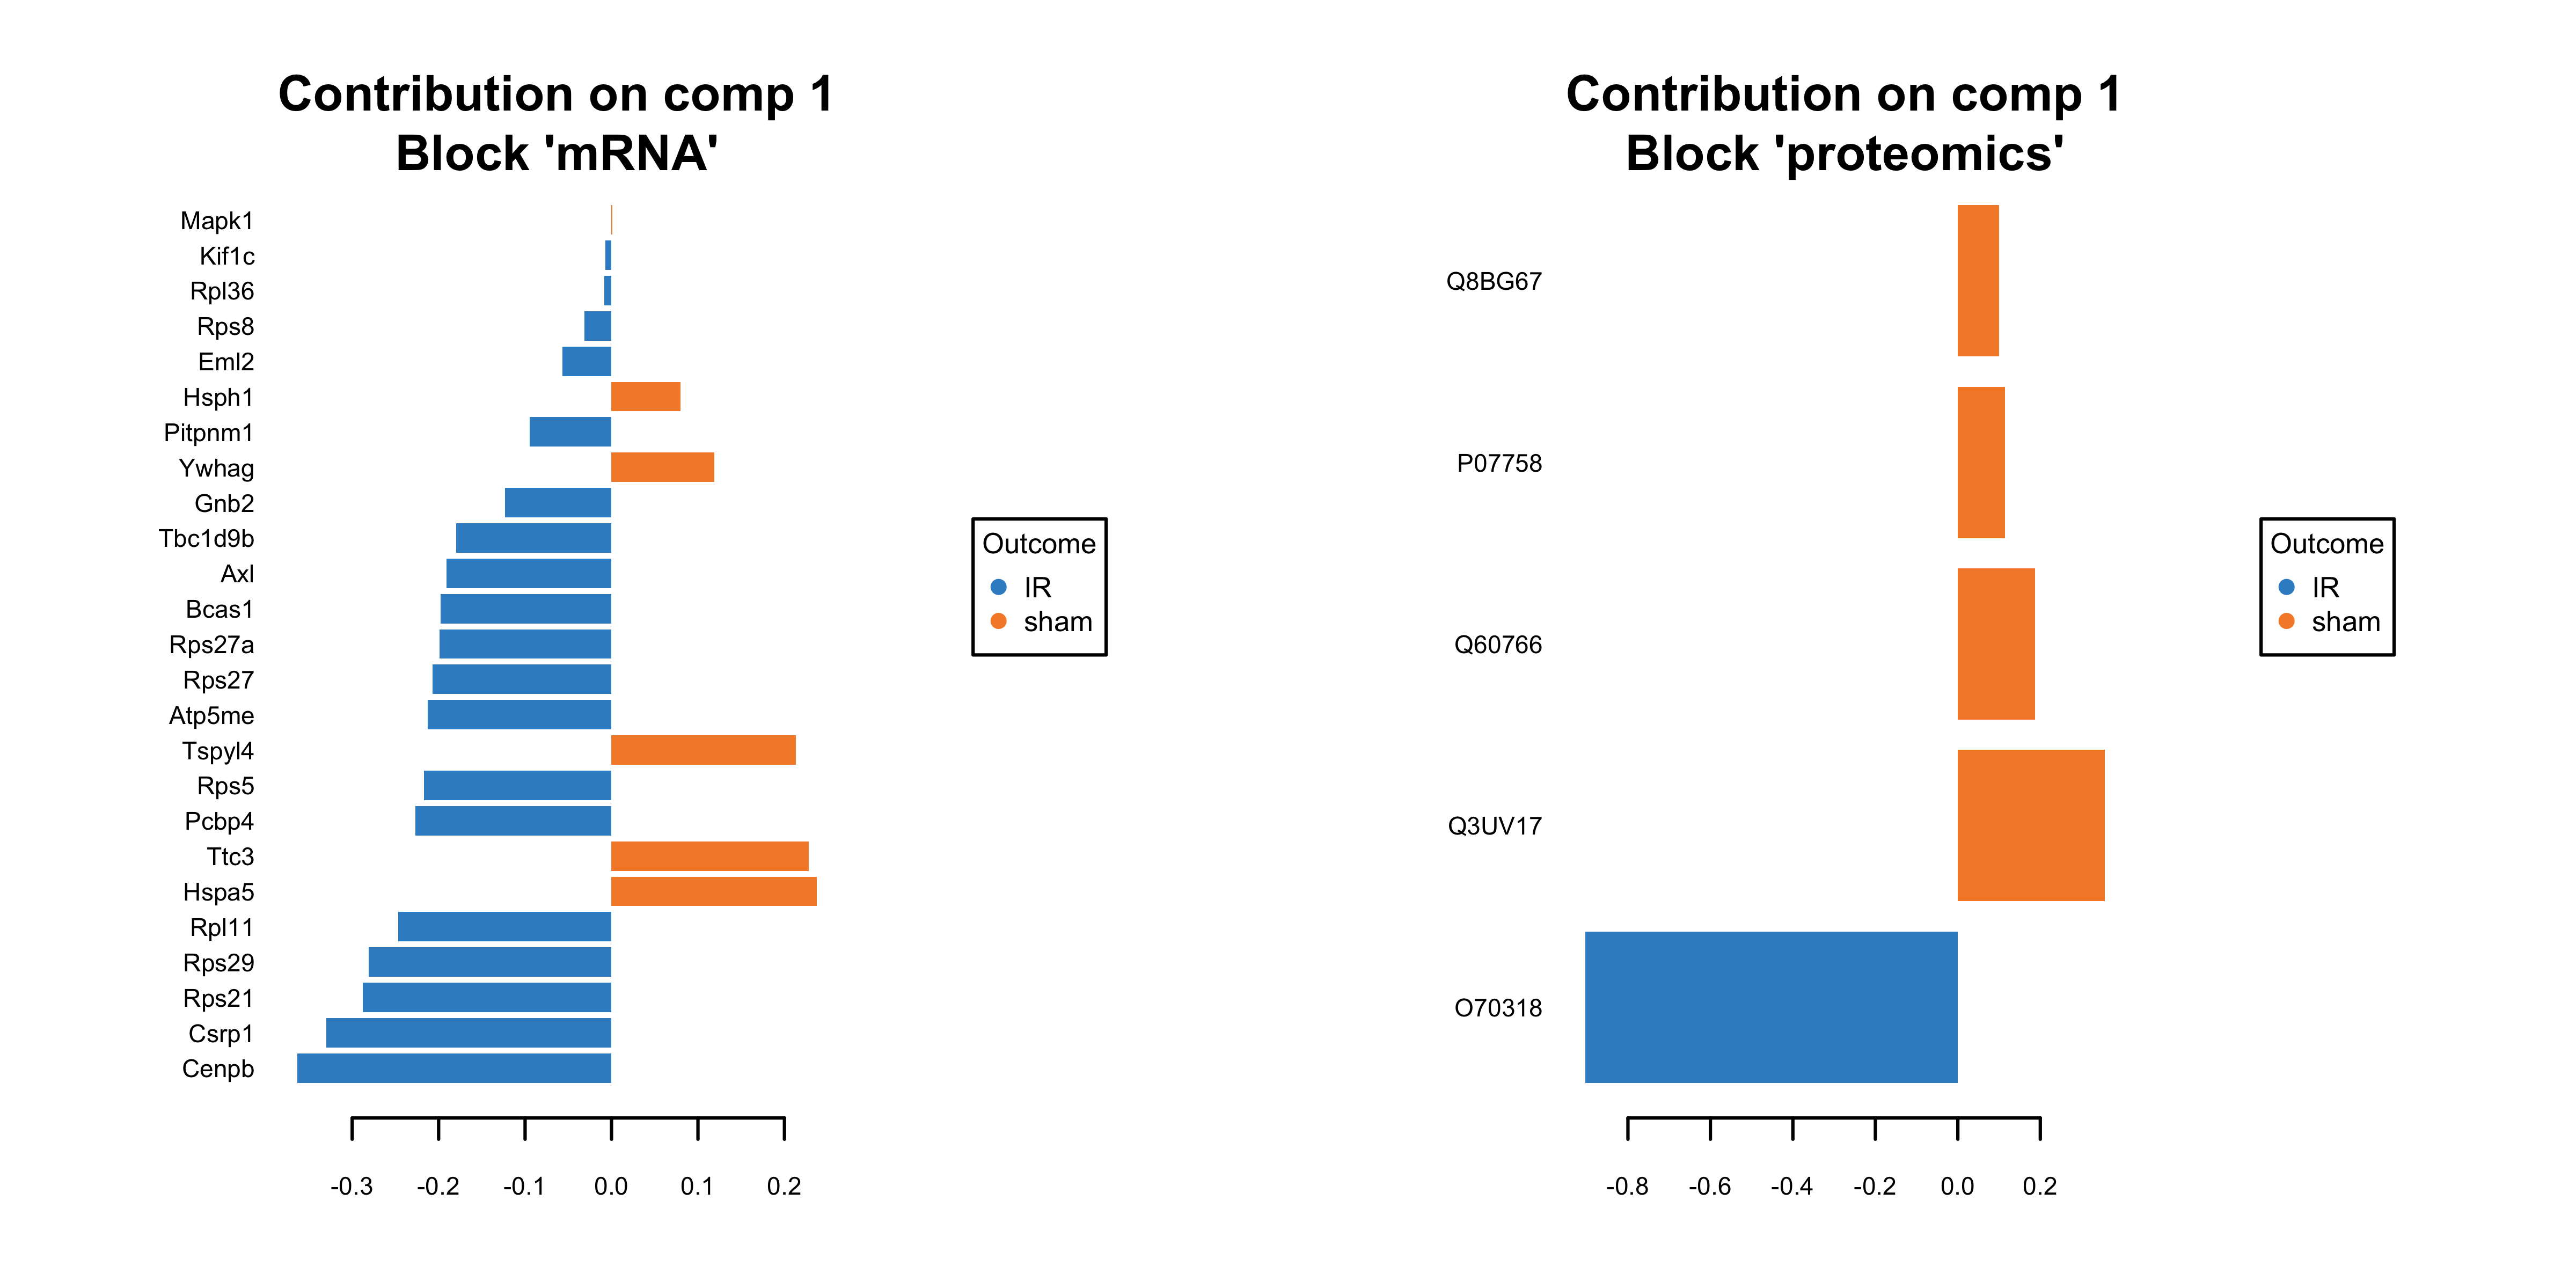 Contribution on comp 1
Block 'mRNA'
Mapk1
Kif1c
Rpl36
Rps8
Eml2
Hsph1
Pitpnm1
Ywhag
Gnb2
Tbc1d9b
Axl
Bcas1
Rps27a
Rps27
Atp5me
Tspyl4
Rps5
Pcbp4
Ttc3
Hspa5
Rpl11
Rps29
Rps21
Csrp1
Cenpb
-0.3 -0.2 -0.1 0.0 0.1 0.2
Outcome
IR
sham
Contribution on comp 1
Block 'proteomics'
Q8BG67
P07758
Q60766
Q3UV17
O70318
-0.8 -0.6 -0.4 -0.2 0.0 0.2
Outcome
IR
sham